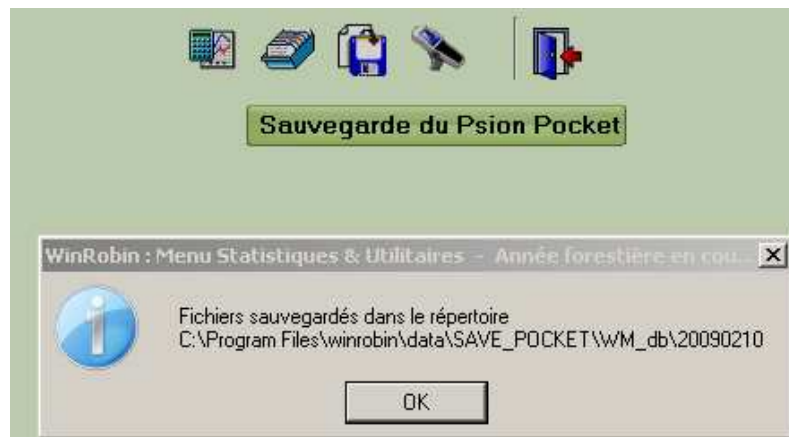 Sauvegarde du Psion Pocket
WinRobin : Menu Statistiques & Utilitaires - Année forestière en cou...
Fichiers sauvegardés dans le répertoire
C:\Program Files\winrobin\data\SAVE_POCKET\WM_db\20090210
OK